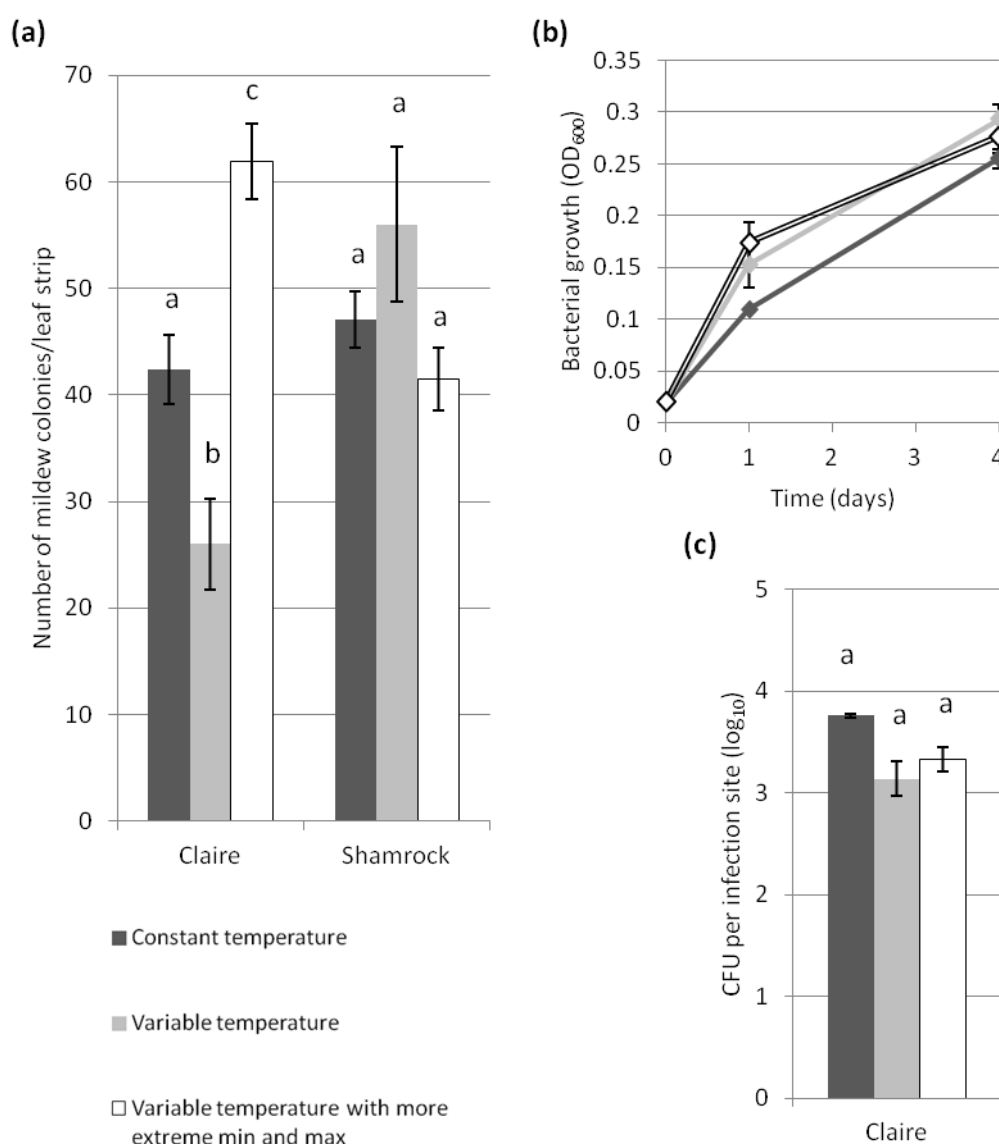 (a)
Number of mildew colonies/leaf strip
70
60
50
40
30
20
10
0
a
b
c
a
a
a
Claire Shamrock
Constant temperature
Variable temperature
Variable temperature with more
extreme min and max
(b)
Bacterial growth (OD600)
0.35
0.3
0.25
0.2
0.15
0.1
0.05
0
0 1 2 3 4
Time (days)
(c)
CFU per infection site (log10)
5
4
3
2
1
0
a
a
a
Claire